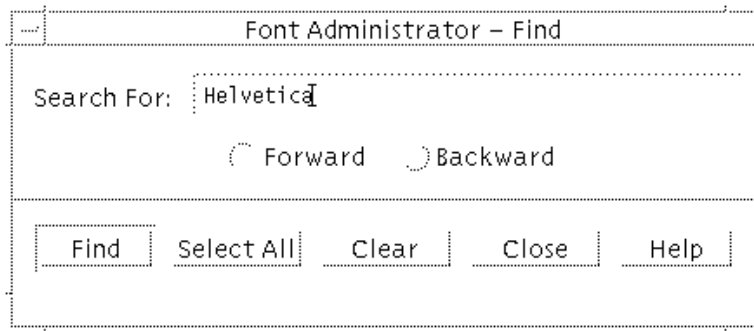 Font Administrator – Find
Search For: Helvetica
Forward Backward
Find Select All Clear Close Help